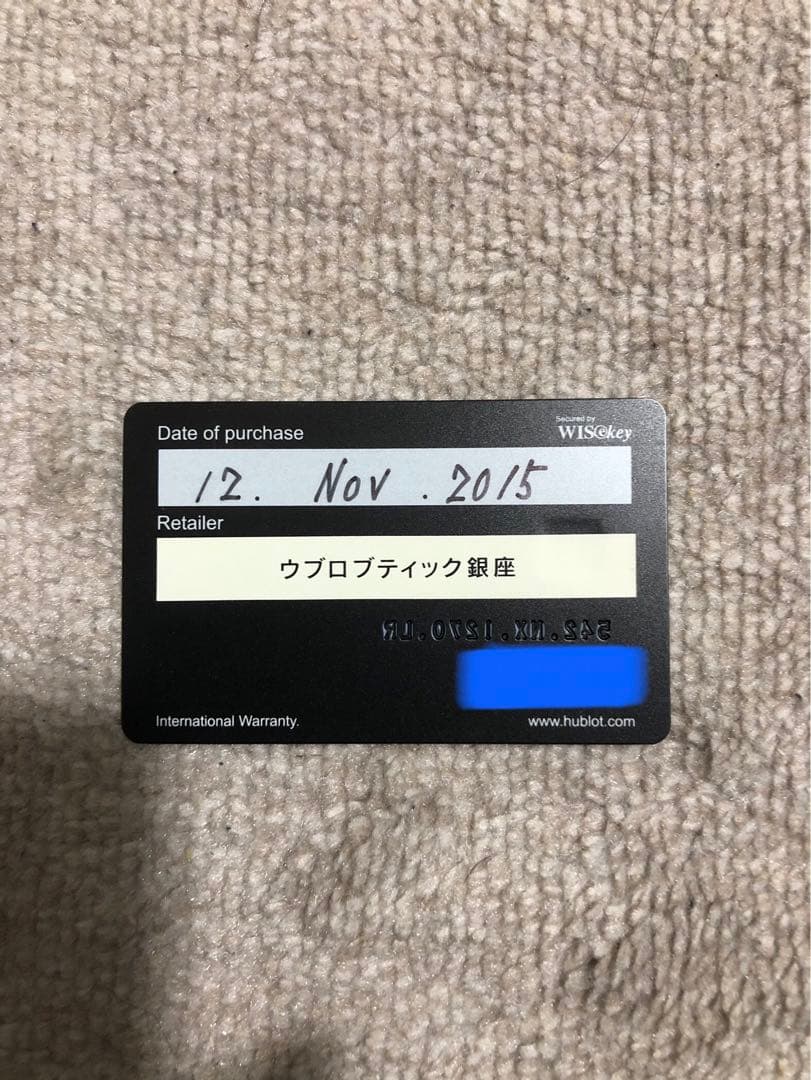 Date of purchase
Secured by
WISekey
12. Nov. 2015
Retailer
ウブロブティック銀座
542.NX.1270.LR
International Warranty.
www.hublot.com